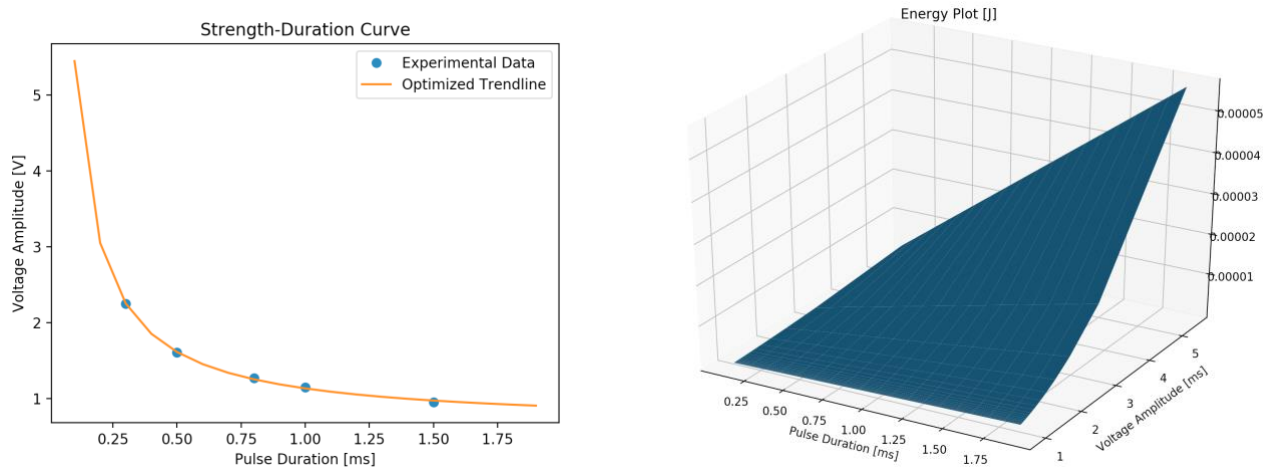 Strength-Duration Curve
Experimental Data
Optimized Trendline
5
4
3
2
1
Voltage Amplitude [V]
0.25 0.50 0.75 1.00 1.25 1.50 1.75
Pulse Duration [ms]
Energy Plot [J]
0.00005
0.00004
0.00003
0.00002
0.00001
5
4
3
2
1
Voltage Amplitude [ms]
0.25 0.50 0.75 1.00 1.25 1.50 1.75
Pulse Duration [ms]